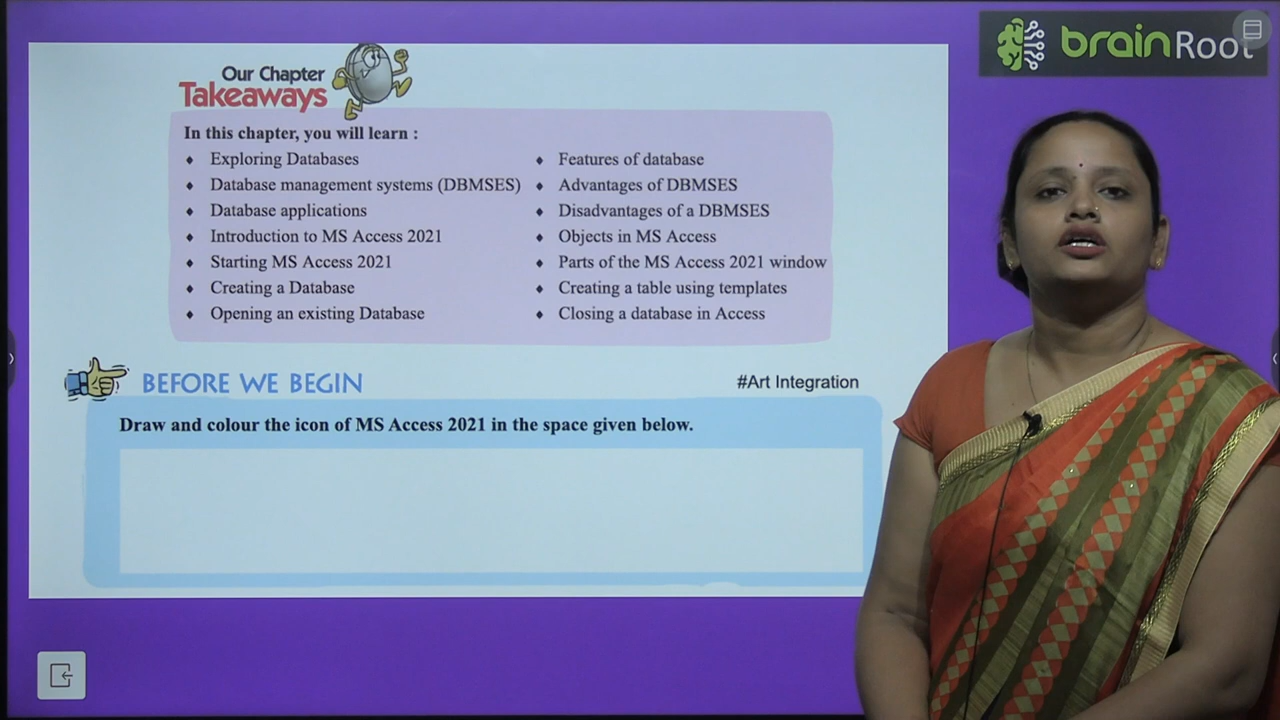 brainRoot
Our Chapter
Takeaways
In this chapter, you will learn :
♦ Exploring Databases
♦ Database management systems (DBMSES)
♦ Database applications
♦ Introduction to MS Access 2021
♦ Starting MS Access 2021
♦ Creating a Database
♦ Opening an existing Database
♦ Features of database
♦ Advantages of DBMSES
♦ Disadvantages of a DBMSES
♦ Objects in MS Access
♦ Parts of the MS Access 2021 window
♦ Creating a table using templates
♦ Closing a database in Access
BEFORE WE BEGIN
#Art Integration
Draw and colour the icon of MS Access 2021 in the space given below.